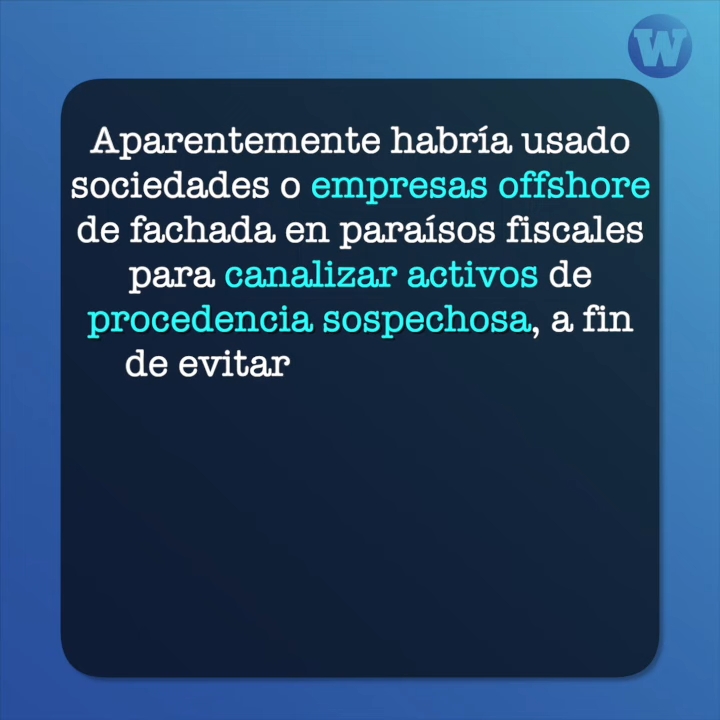 W
Aparentemente habría usado
sociedades o empresas offshore
de fachada en paraísos fiscales
para canalizar activos de
procedencia sospechosa, a fin
de evitar